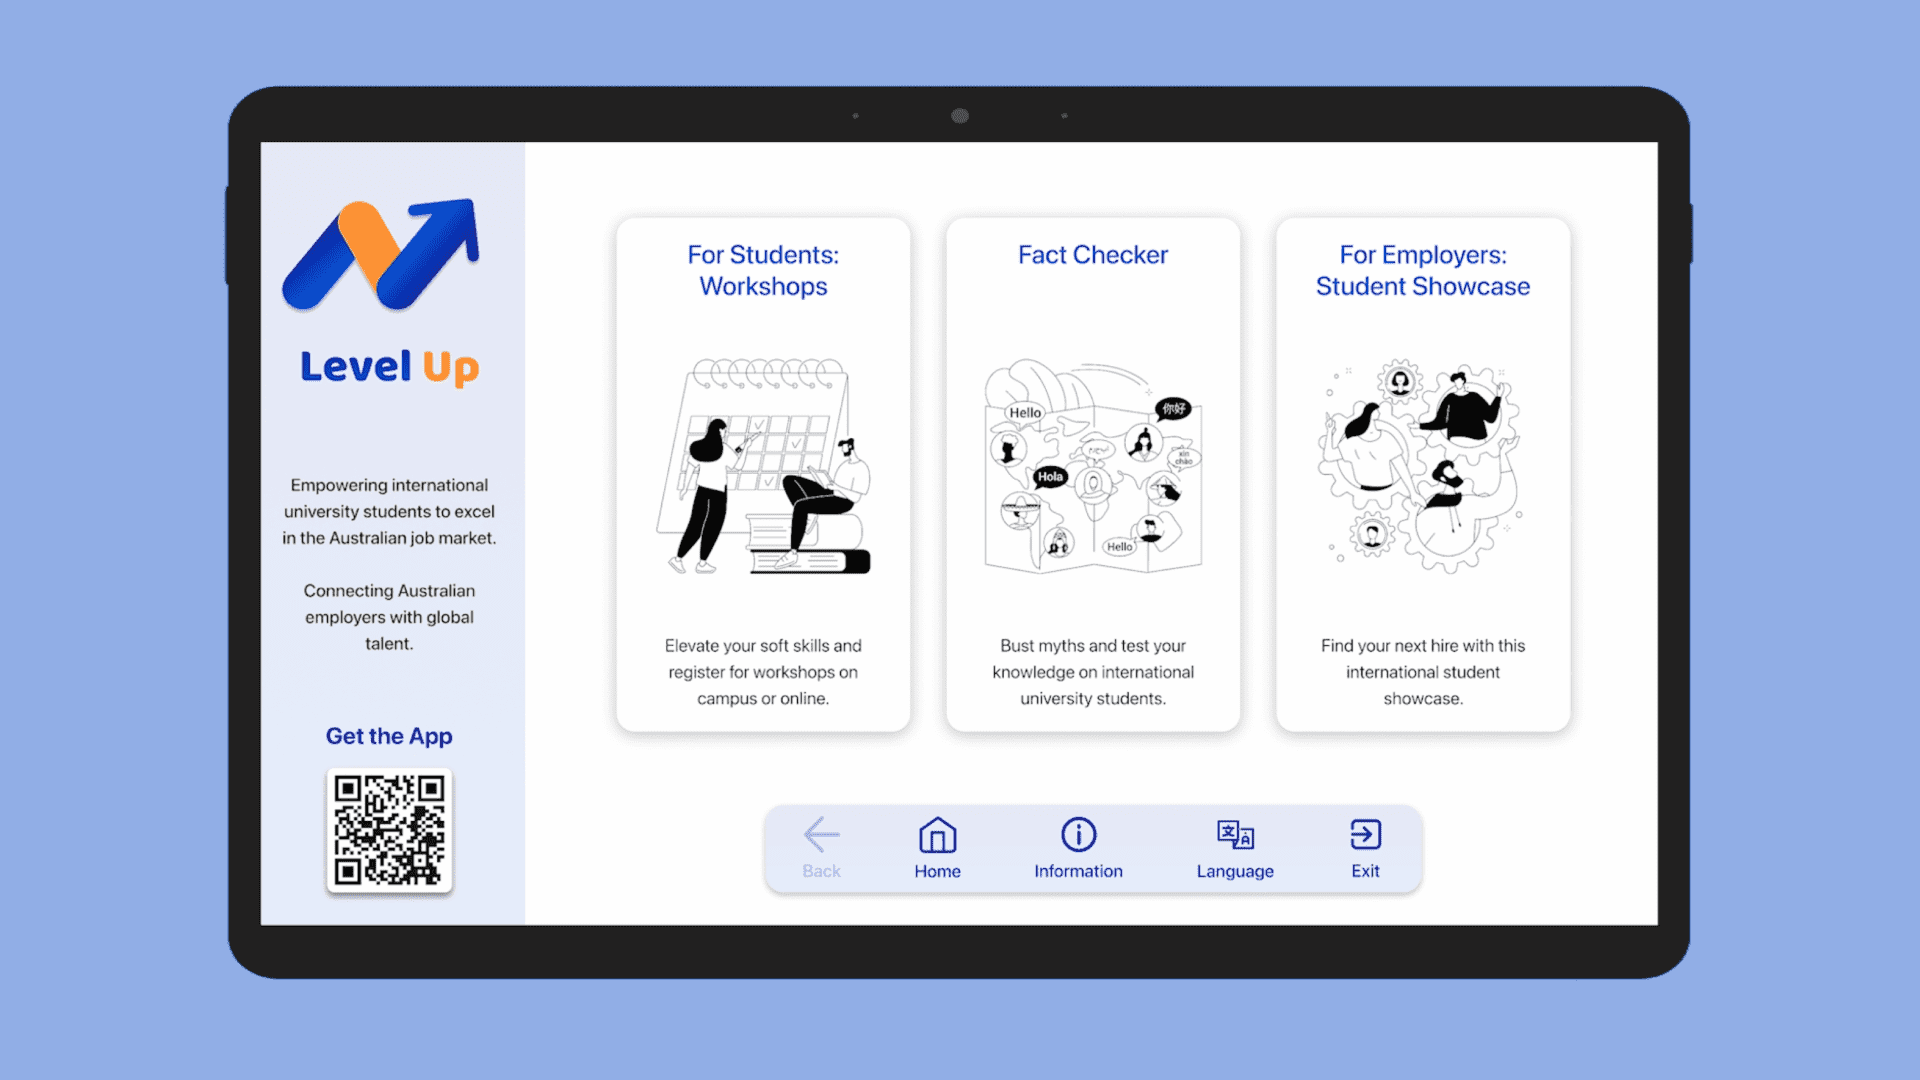 Level Up
Empowering international
university students to excel
in the Australian job market.
Connecting Australian
employers with global
talent.
Get the App
For Students:
Workshops
Elevate your soft skills and
register for workshops on
campus or online.
Fact Checker
Hello
你好
xin
chào
Hola
Hello
Bust myths and test your
knowledge on international
university students.
For Employers:
Student Showcase
Find your next hire with this
international student
showcase.
Back
Home
Information
Language
Exit